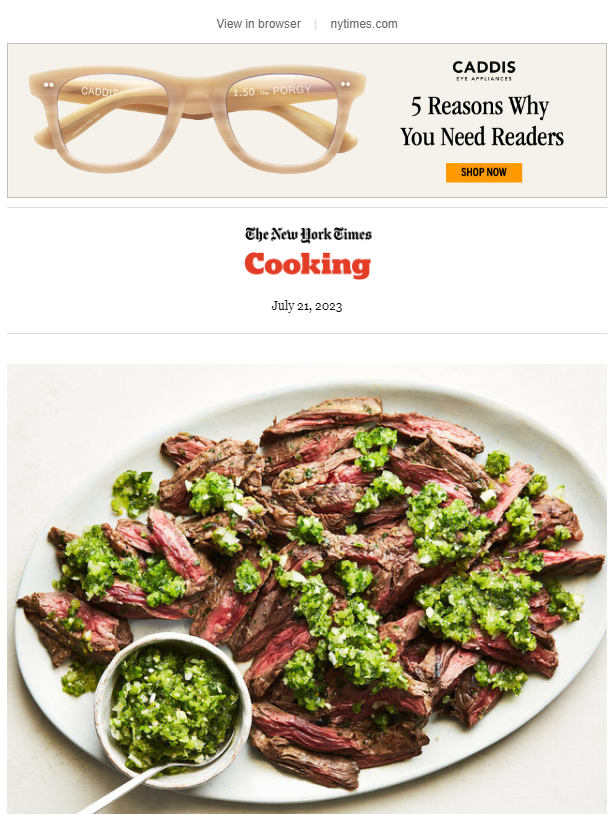 View in browser | nytimes.com
CADDIS
1.50 The PORGY
CADDIS
EYE APPLIANCES
5 Reasons Why
You Need Readers
SHOP NOW
The New York Times
Cooking
July 21, 2023